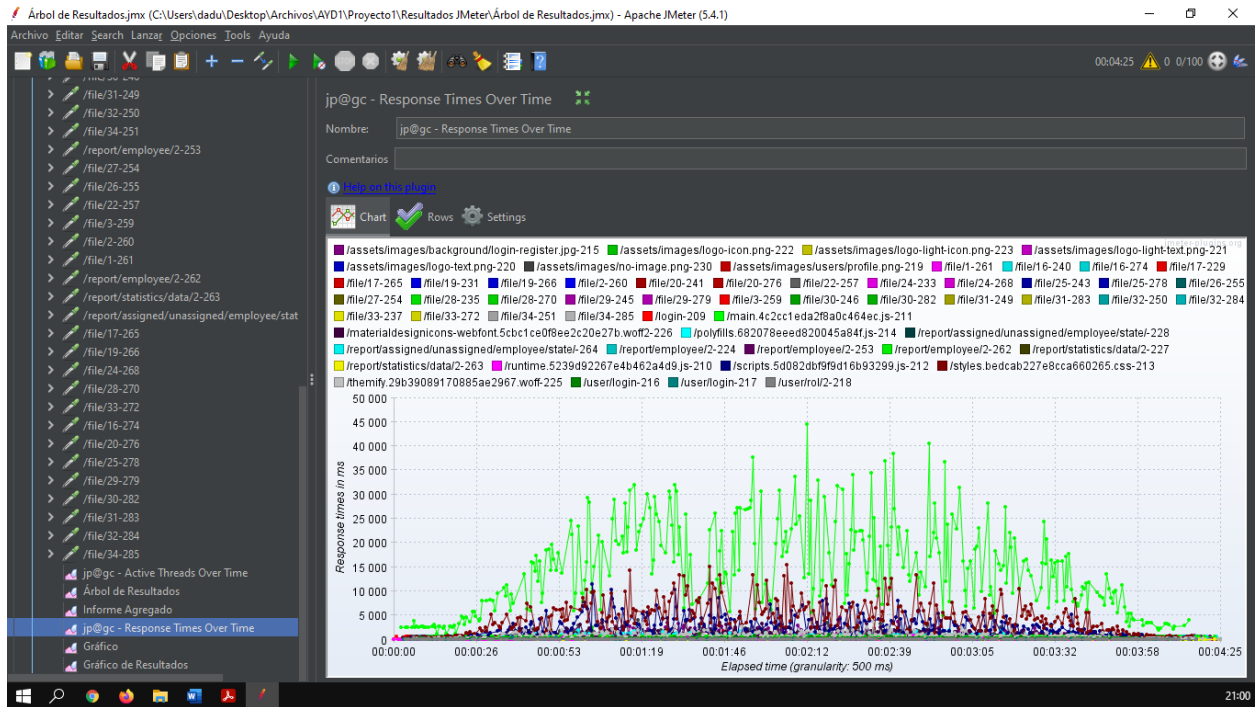 Árbol de Resultados.jmx (C:\Users\dadu\Desktop\Archivos\AYD1\Proyecto1\Resultados JMeter\Árbol de Resultados.jmx) - Apache JMeter (5.4.1)
Archivo Editar Search Lanzar Opciones Tools Ayuda
00:04:25 0 0/100
/file/31-249
/file/32-250
/file/34-251
/report/employee/2-253
/file/27-254
/file/26-255
/file/22-257
/file/3-259
/file/2-260
/file/1-261
/report/employee/2-262
/report/statistics/data/2-263
/report/assigned/unassigned/employee/stat
/file/17-265
/file/19-266
/file/24-268
/file/28-270
/file/33-272
/file/16-274
/file/20-276
/file/25-278
/file/29-279
/file/30-282
/file/31-283
/file/32-284
/file/34-285
jp@gc - Active Threads Over Time
Árbol de Resultados
Informe Agregado
jp@gc - Response Times Over Time
Gráfico
Gráfico de Resultados
jp@gc - Response Times Over Time
Nombre: jp@gc - Response Times Over Time
Comentarios
Help on this plugin
Chart Rows Settings
jmeter-plugins.org
/assets/images/background/login-register.jpg-215 /assets/images/logo-icon.png-222 /assets/images/logo-light-icon.png-223 /assets/images/logo-light-text.png-221
/assets/images/logo-text.png-220 /assets/images/no-image.png-230 /assets/images/users/profile.png-219 /file/1-261 /file/16-240 /file/16-274 /file/17-229
/file/17-265 /file/19-231 /file/19-266 /file/2-260 /file/20-241 /file/20-276 /file/22-257 /file/24-233 /file/24-268 /file/25-243 /file/25-278 /file/26-255
/file/27-254 /file/28-235 /file/28-270 /file/29-245 /file/29-279 /file/3-259 /file/30-246 /file/30-282 /file/31-249 /file/31-283 /file/32-250 /file/32-284
/file/33-237 /file/33-272 /file/34-251 /file/34-285 /login-209 /main.4c2cc1eda2f8a0c464ec.js-211
/materialdesignicons-webfont.5cbc1ce0f8ee2c20e27b.woff2-226 /polyfills.682078eeed820045a84f.js-214 /report/assigned/unassigned/employee/state/-228
/report/assigned/unassigned/employee/state/-264 /report/employee/2-224 /report/employee/2-253 /report/employee/2-262 /report/statistics/data/2-227
/report/statistics/data/2-263 /runtime.5239d92267e4b462a4d9.js-210 /scripts.5d082dbf9f9d16b93299.js-212 /styles.bedcab227e8cca660265.css-213
/themify.29b39089170885ae2967.woff-225 /user/login-216 /user/login-217 /user/rol/2-218
50 000
45 000
40 000
35 000
30 000
25 000
20 000
15 000
10 000
5 000
0
Response times in ms
00:00:00 00:00:26 00:00:53 00:01:19 00:01:46 00:02:12 00:02:39 00:03:05 00:03:32 00:03:58 00:04:25
Elapsed time (granularity: 500 ms)
21:00